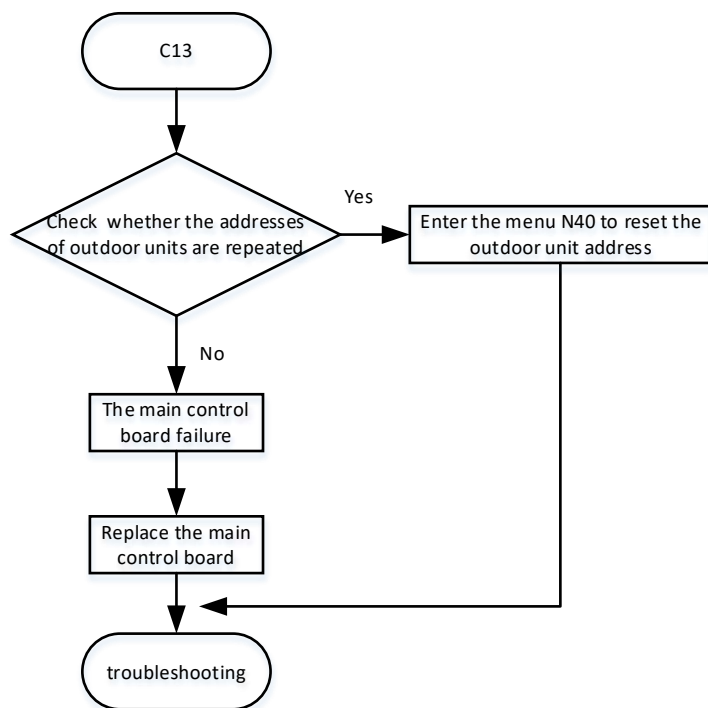 C13
Check whether the addresses
of outdoor units are repeated
Yes
Enter the menu N40 to reset the
outdoor unit address
No
The main control
board failure
Replace the main
control board
troubleshooting